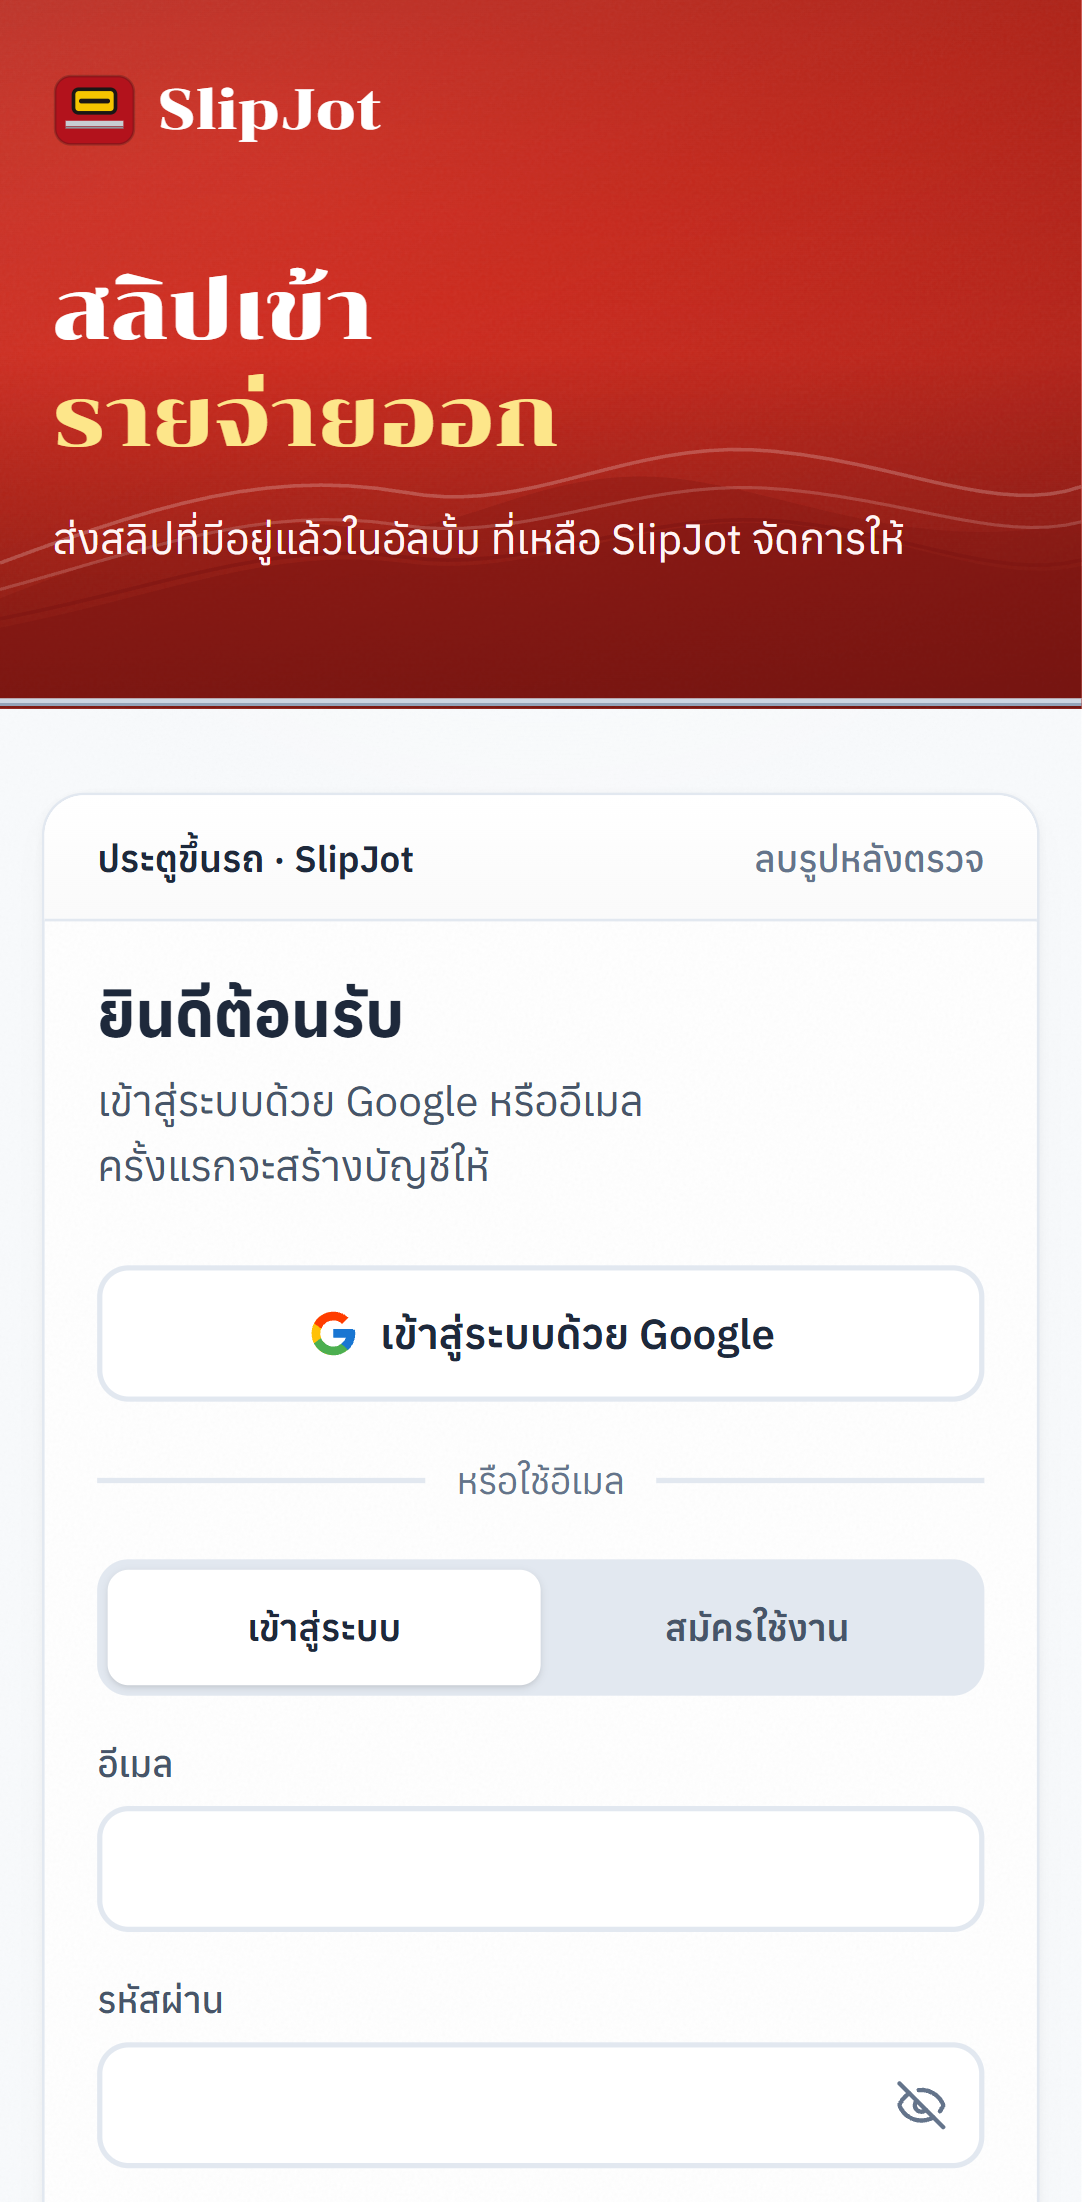 SlipJot
สลิปเข้า
รายจ่ายออก
ส่งสลิปที่มีอยู่แล้วในอัลบั้ม ที่เหลือ SlipJot จัดการให้
ประตูขึ้นรถ · SlipJot
ลบรูปหลังตรวจ
ยินดีต้อนรับ
เข้าสู่ระบบด้วย Google หรืออีเมล
ครั้งแรกจะสร้างบัญชีให้
เข้าสู่ระบบด้วย Google
หรือใช้อีเมล
เข้าสู่ระบบ
สมัครใช้งาน
อีเมล
รหัสผ่าน